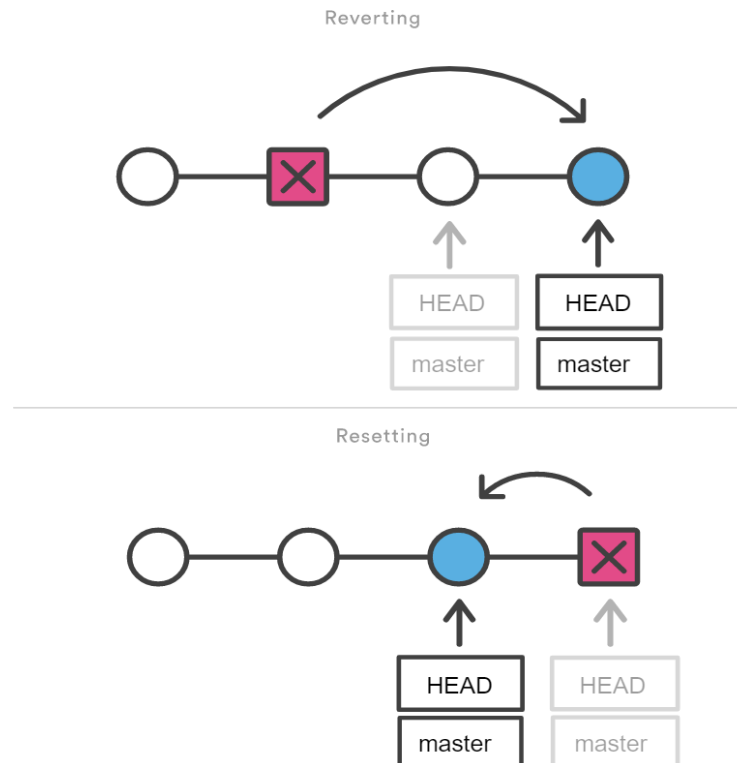 Reverting
HEAD
HEAD
master
master
Resetting
HEAD
HEAD
master
master